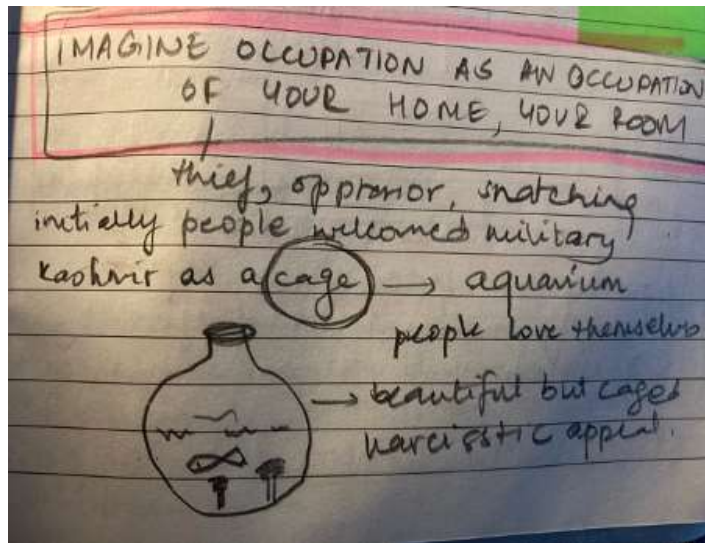 IMAGINE OCCUPATION AS AN OCCUPATION
OF YOUR HOME, YOUR ROOM
thief, oppressor, snatching
initially people welcomed military
Kashmir as a cage → aquarium
people love themselves
→ beautiful but caged
narcisstic appeal.